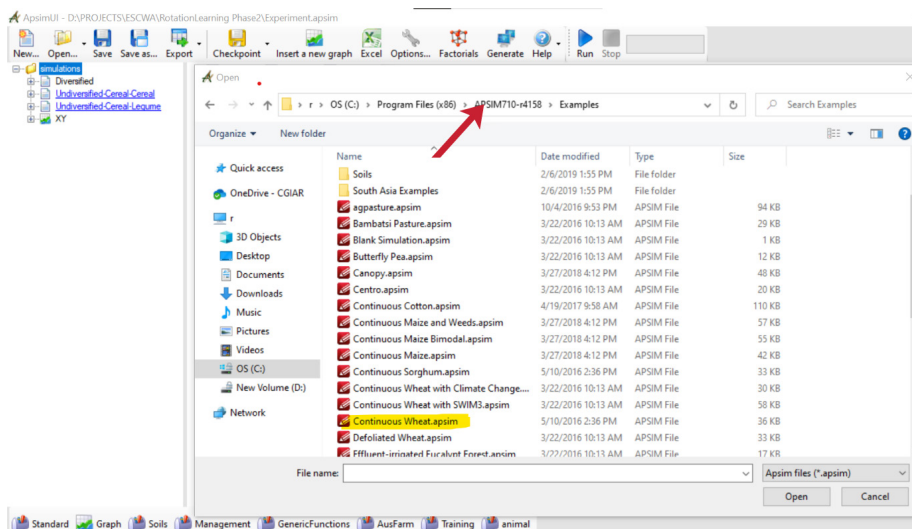 ApsimUI - D:\PROJECTS\ESCWA\RotationLearning Phase2\Experiment.apsim
New... Open... Save Save as... Export Checkpoint Insert a new graph Excel Options... Factorials Generate Help Run Stop
simulations
Diversified
Undiversified-Cereal-Cereal
Undiversified-Cereal-Legume
XY
Open
r > OS (C:) > Program Files (x86) > APSIM710-r4158 > Examples
Search Examples
Organize New folder
Quick access
OneDrive - CGIAR
r
3D Objects
Desktop
Documents
Downloads
Music
Pictures
Videos
OS (C:)
New Volume (D:)
Network
Name Date modified Type Size
Soils 2/6/2019 1:55 PM File folder
South Asia Examples 2/6/2019 1:55 PM File folder
agpasture.apsim 10/4/2016 9:53 PM APSIM File 94 KB
Bambatsi Pasture.apsim 3/22/2016 10:13 AM APSIM File 29 KB
Blank Simulation.apsim 3/22/2016 10:13 AM APSIM File 1 KB
Butterfly Pea.apsim 3/22/2016 10:13 AM APSIM File 12 KB
Canopy.apsim 3/27/2018 4:12 PM APSIM File 48 KB
Centro.apsim 3/22/2016 10:13 AM APSIM File 20 KB
Continuous Cotton.apsim 4/19/2017 9:58 AM APSIM File 110 KB
Continuous Maize and Weeds.apsim 3/27/2018 4:12 PM APSIM File 57 KB
Continuous Maize Bimodal.apsim 3/27/2018 4:12 PM APSIM File 55 KB
Continuous Maize.apsim 3/27/2018 4:12 PM APSIM File 42 KB
Continuous Sorghum.apsim 5/10/2016 2:36 PM APSIM File 33 KB
Continuous Wheat with Climate Change.... 3/22/2016 10:13 AM APSIM File 30 KB
Continuous Wheat with SWIM3.apsim 3/22/2016 10:13 AM APSIM File 58 KB
Continuous Wheat.apsim 5/10/2016 2:36 PM APSIM File 36 KB
Defoliated Wheat.apsim 3/22/2016 10:13 AM APSIM File 33 KB
Effluent-irrigated Eucalypt Forest.apsim 3/22/2016 10:13 AM APSIM File 17 KB
File name: Apsim files (*.apsim)
Open Cancel
Standard Graph Soils Management GenericFunctions AusFarm Training animal